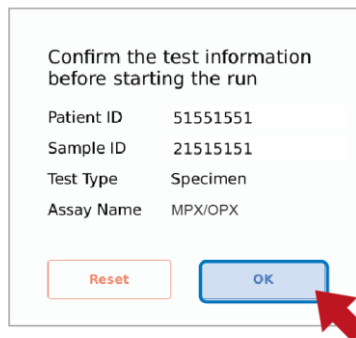 Confirm the test information
before starting the run
Patient ID 51551551
Sample ID 21515151
Test Type Specimen
Assay Name MPX/OPX
Reset OK